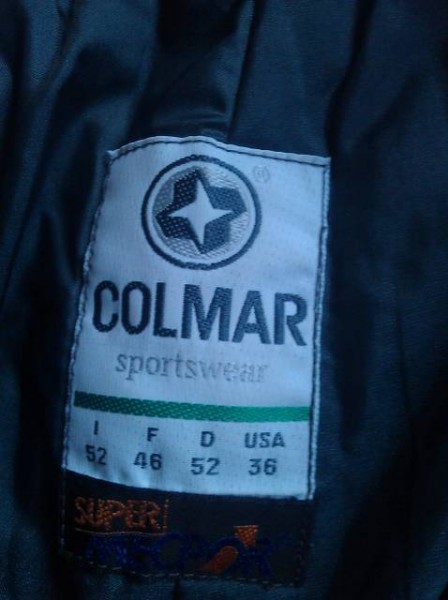 ®
COLMAR
sportswear
I F D USA
52 46 52 36
SUPER